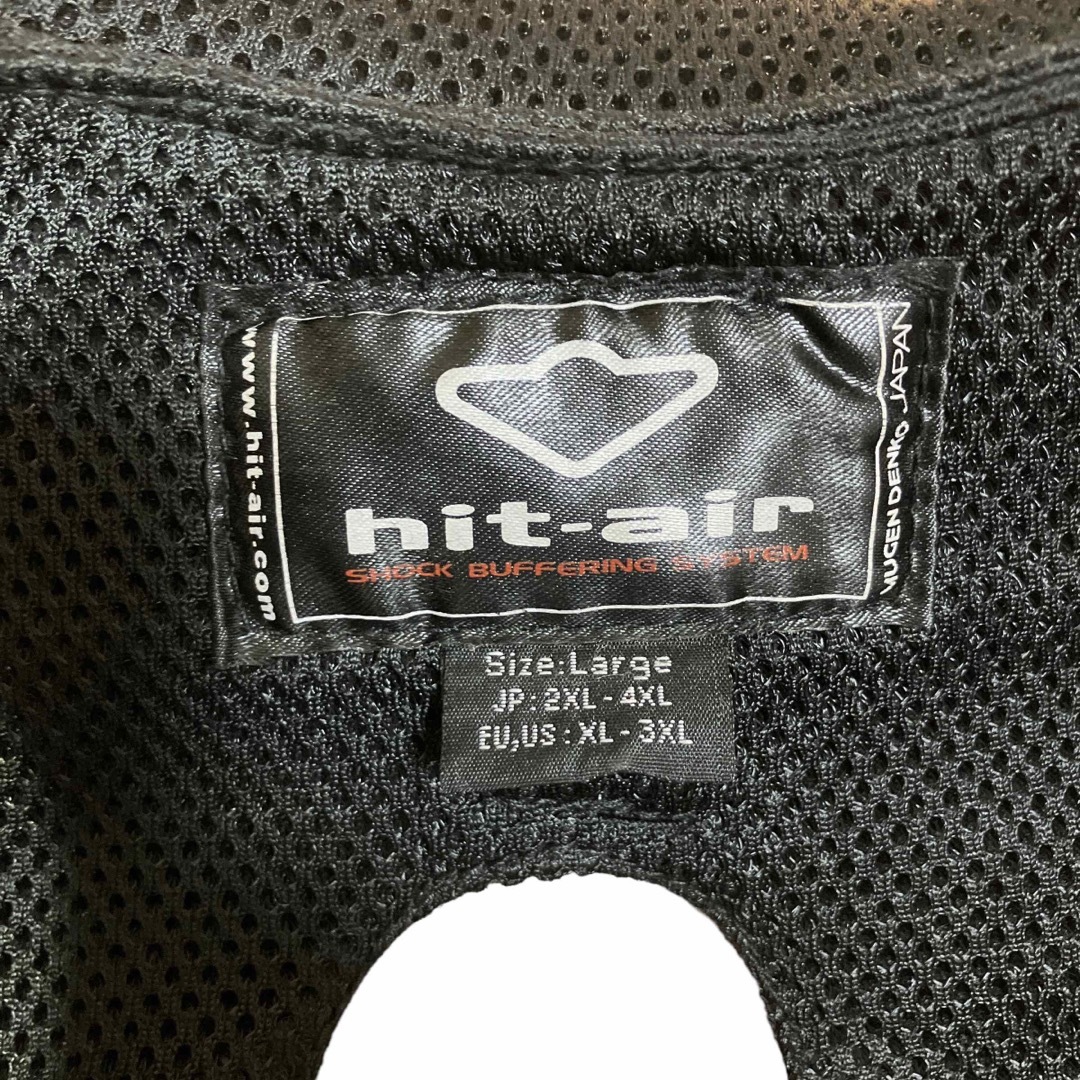 hit-air
SHOCK BUFFERING SYSTEM
www.hit-air.com
MUGEN DENKO JAPAN
Size:Large
JP:2XL-4XL
EU,US:XL-3XL